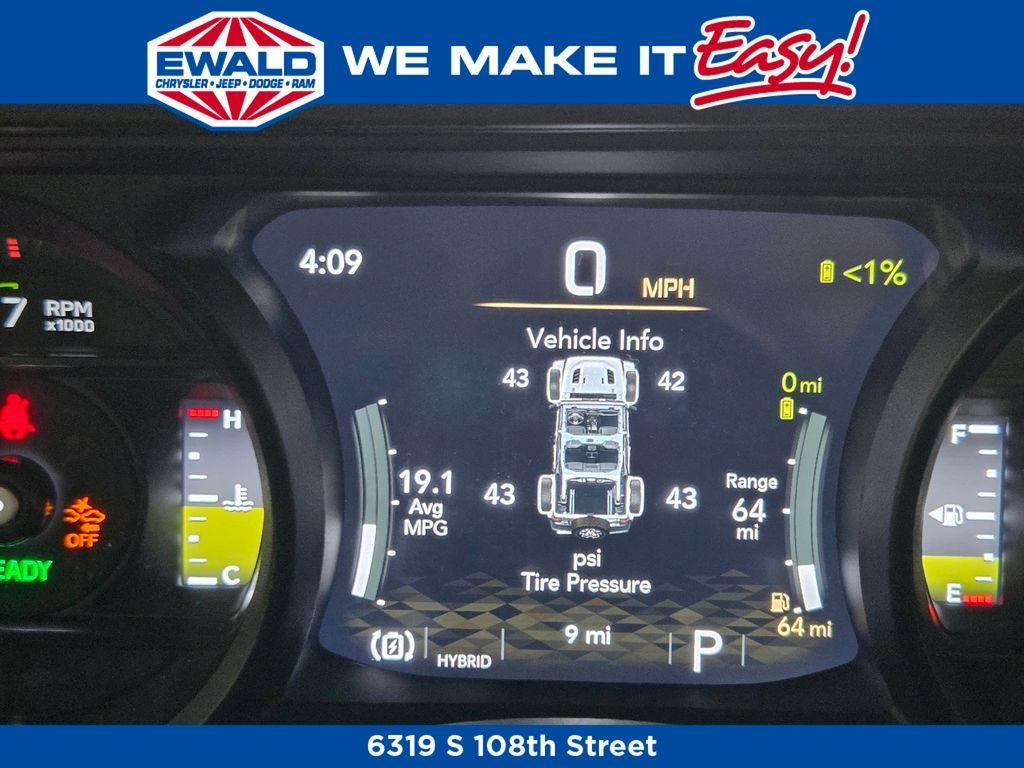 EWALD
CHRYSLER • JEEP • DODGE • RAM
WE MAKE IT Easy!
4:09
0 MPH
<1%
7 RPM
x1000
Vehicle Info
43 42
0 mi
H
F
19.1
Avg
MPG
43 43
Range
64
mi
OFF
READY
C
E
psi
Tire Pressure
64 mi
HYBRID
9 mi
P
6319 S 108th Street